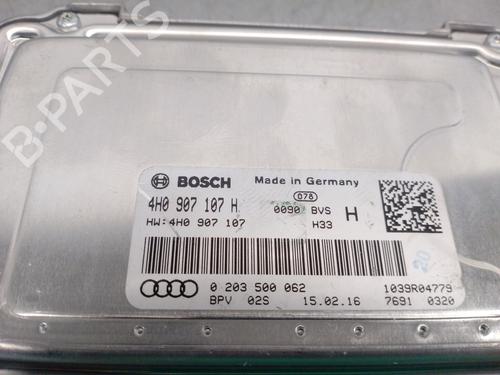 B-PARTS
BOSCH Made in Germany
078
4H0 907 107 H 0090 BVS H
HW:4H0 907 107 H33
20
0 203 500 062 1039R04779
BPV 02S 15.02.16 7691 0320